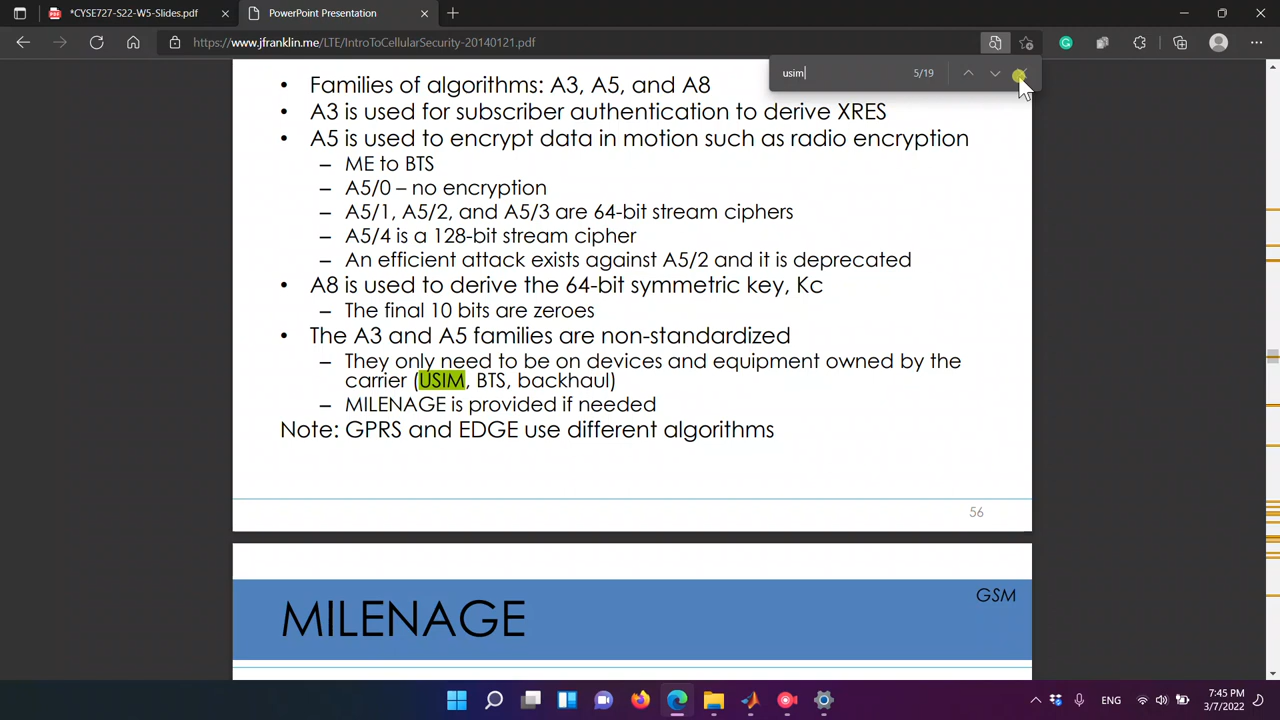 *CYSE727-S22-W5-Slides.pdf
PowerPoint Presentation
https://www.jfranklin.me/LTE/IntroToCellularSecurity-20140121.pdf
usim
5/19
• Families of algorithms: A3, A5, and A8
• A3 is used for subscriber authentication to derive XRES
• A5 is used to encrypt data in motion such as radio encryption
– ME to BTS
– A5/0 – no encryption
– A5/1, A5/2, and A5/3 are 64-bit stream ciphers
– A5/4 is a 128-bit stream cipher
– An efficient attack exists against A5/2 and it is deprecated
• A8 is used to derive the 64-bit symmetric key, Kc
– The final 10 bits are zeroes
• The A3 and A5 families are non-standardized
– They only need to be on devices and equipment owned by the
carrier (USIM, BTS, backhaul)
– MILENAGE is provided if needed
Note: GPRS and EDGE use different algorithms
56
GSM
MILENAGE
ENG
7:45 PM
3/7/2022